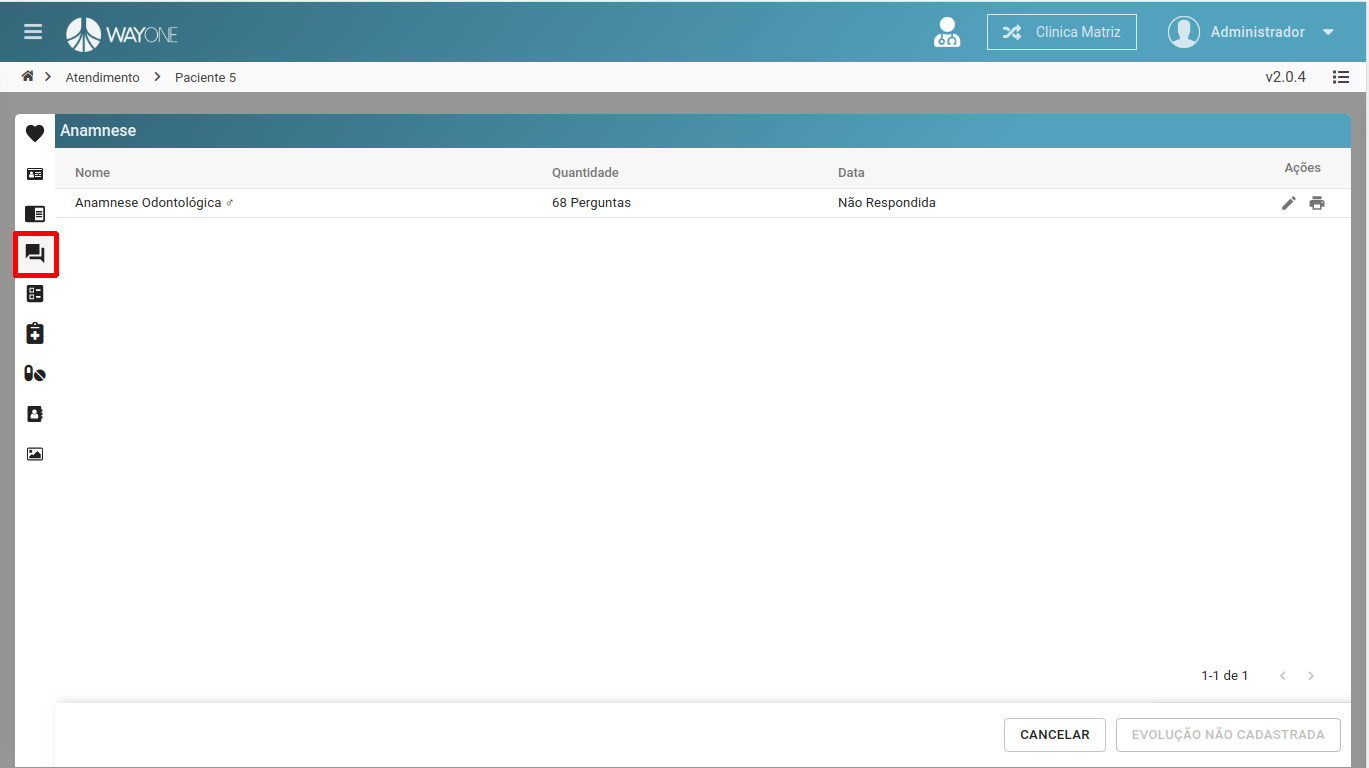 WAYONE
Clinica Matriz
Administrador
Atendimento
Paciente 5
v2.0.4
Anamnese
Nome Quantidade Data Ações
Anamnese Odontológica ♂ 68 Perguntas Não Respondida
1-1 de 1
CANCELAR
EVOLUÇÃO NÃO CADASTRADA